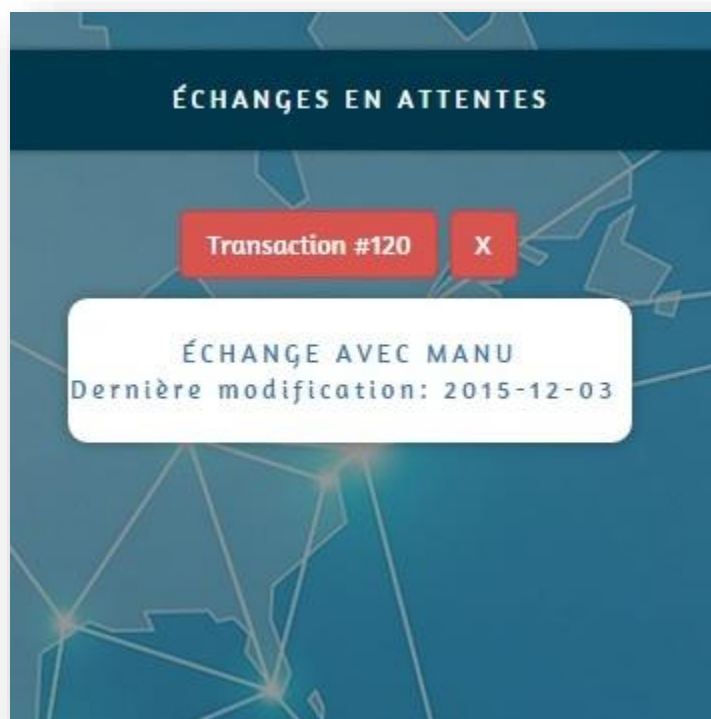 ÉCHANGES EN ATTENTES
Transaction #120 X
ÉCHANGE AVEC MANU
Dernière modification: 2015-12-03